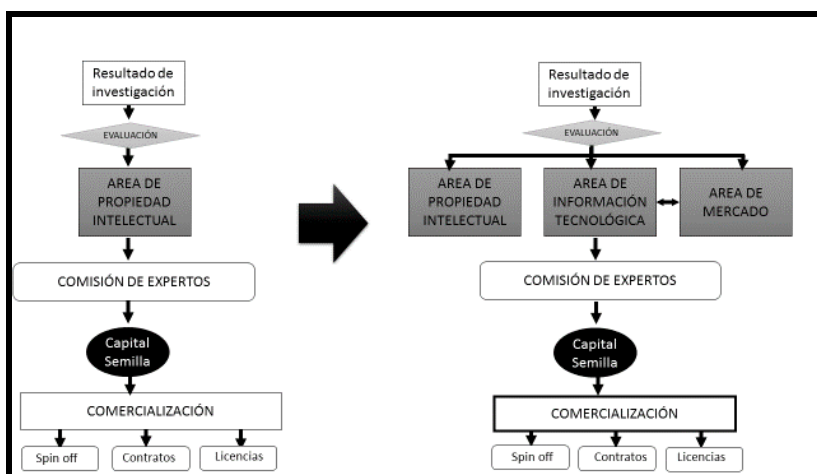 Resultado de
investigación
EVALUACIÓN
AREA DE
PROPIEDAD
INTELECTUAL
COMISIÓN DE EXPERTOS
Capital
Semilla
COMERCIALIZACIÓN
Spin off
Contratos
Licencias
Resultado de
investigación
EVALUACIÓN
AREA DE
PROPIEDAD
INTELECTUAL
AREA DE
INFORMACIÓN
TECNOLÓGICA
AREA DE
MERCADO
COMISIÓN DE EXPERTOS
Capital
Semilla
COMERCIALIZACIÓN
Spin off
Contratos
Licencias